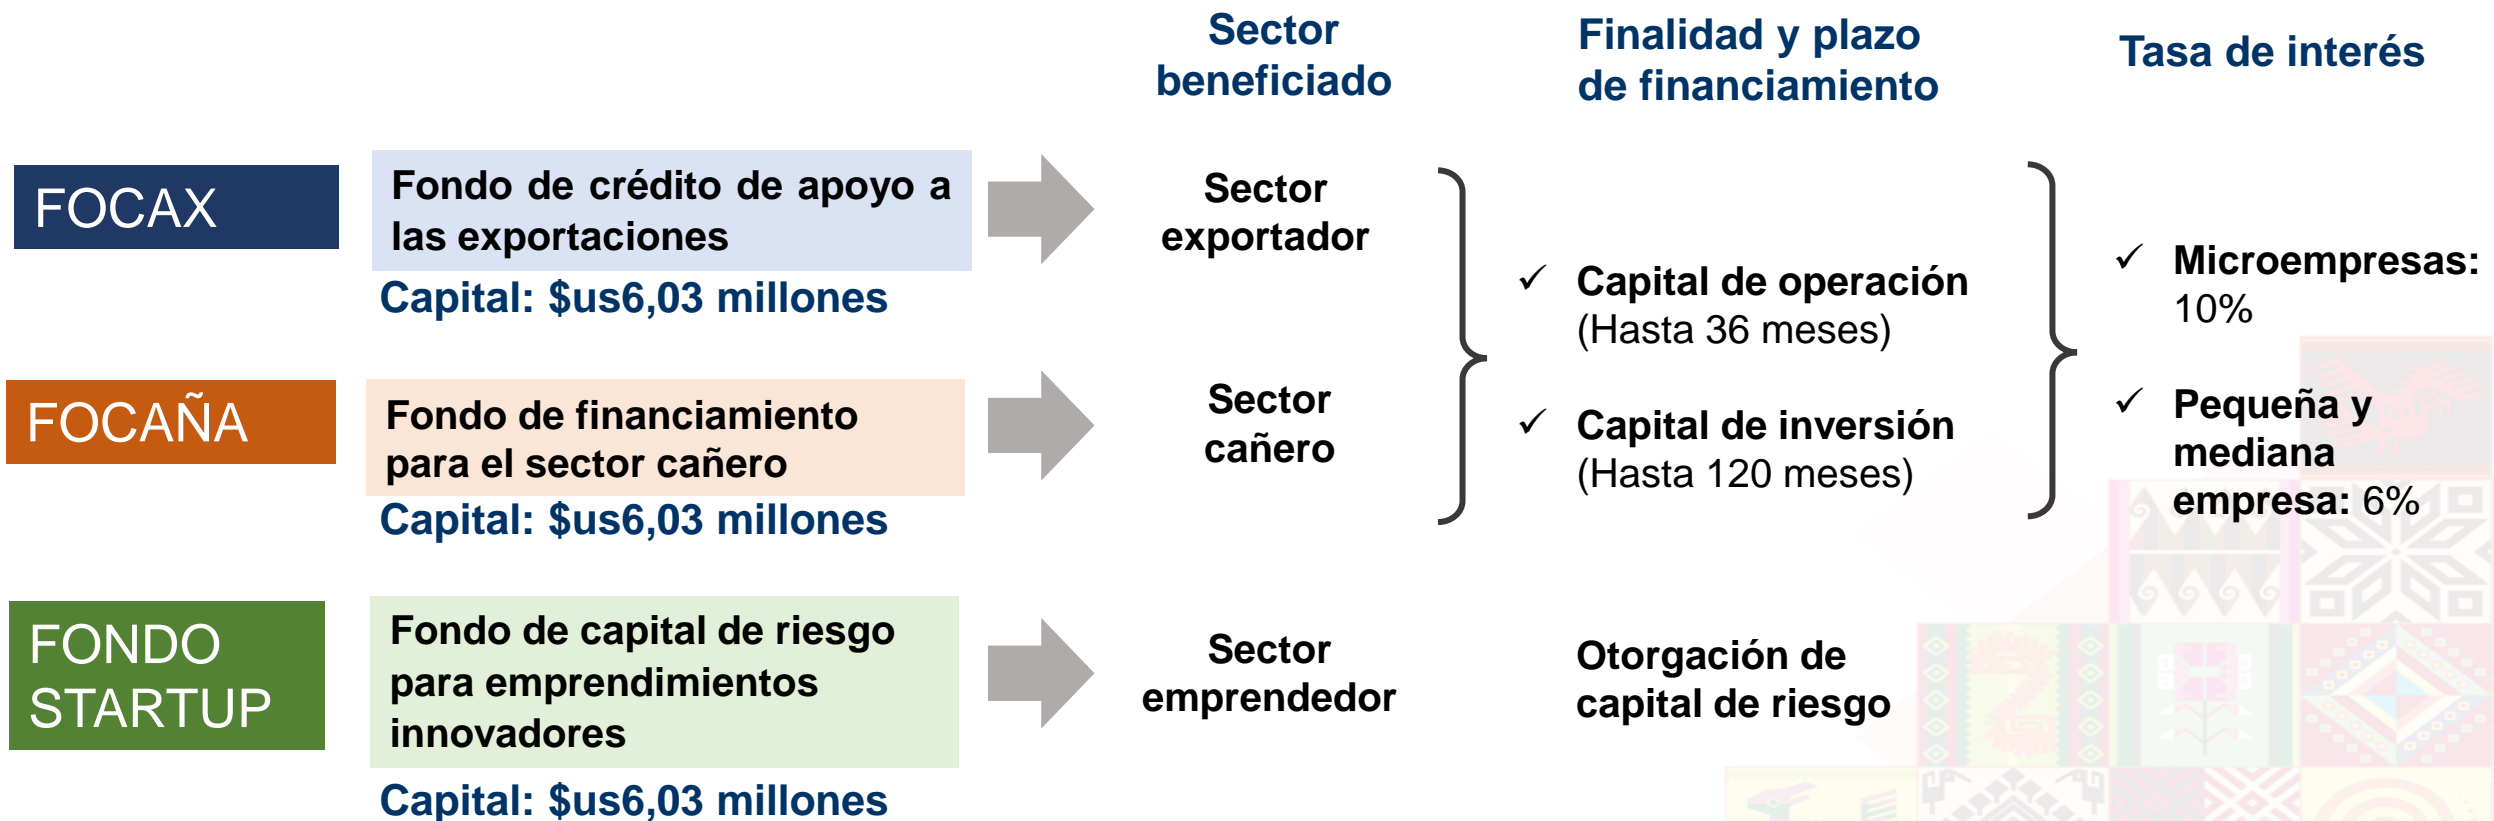 Sector
beneficiado
Finalidad y plazo
de financiamiento
Tasa de interés
FOCAX
Fondo de crédito de apoyo a
las exportaciones
Capital: $us6,03 millones
Sector
exportador
FOCAÑA
Fondo de financiamiento
para el sector cañero
Capital: $us6,03 millones
Sector
cañero
✓ Capital de operación
(Hasta 36 meses)
✓ Capital de inversión
(Hasta 120 meses)
✓ Microempresas:
10%
✓ Pequeña y
mediana
empresa: 6%
FONDO
STARTUP
Fondo de capital de riesgo
para emprendimientos
innovadores
Capital: $us6,03 millones
Sector
emprendedor
Otorgación de
capital de riesgo